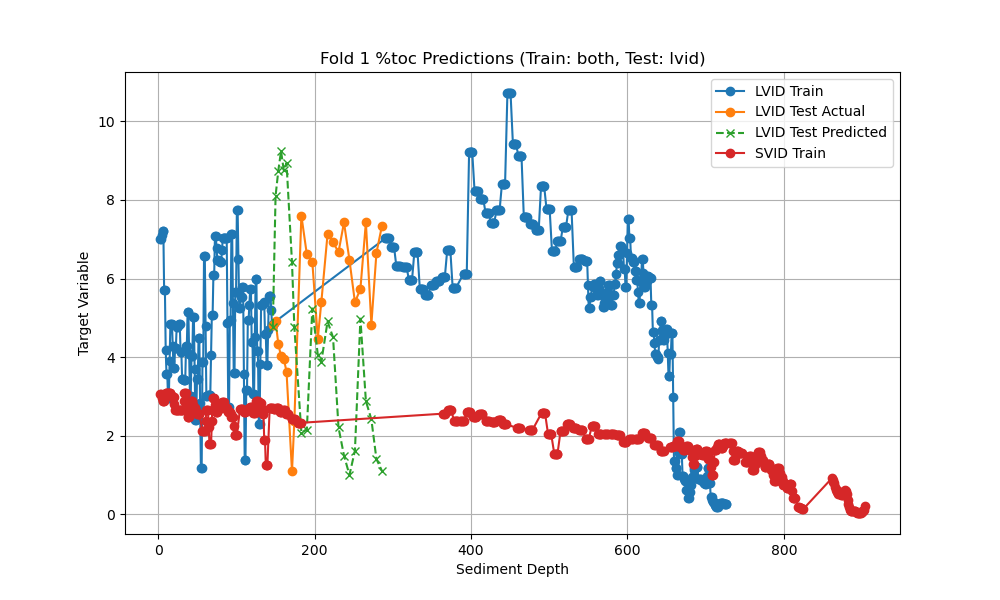 Fold 1 %toc Predictions (Train: both, Test: lvid)
LVID Train
LVID Test Actual
LVID Test Predicted
SVID Train
Target Variable
10
8
6
4
2
0
0 200 400 600 800
Sediment Depth